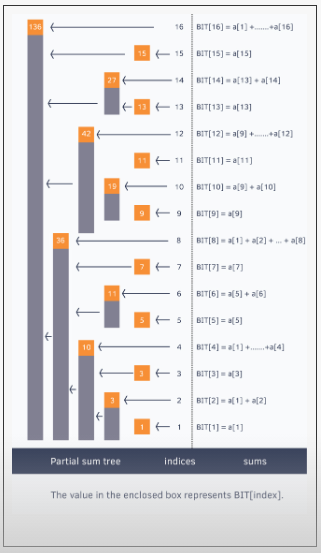 136 16 BIT[16] = a[1] +.......+a[16]
15 15 BIT[15] = a[15]
27 14 BIT[14] = a[13] + a[14]
13 13 BIT[13] = a[13]
42 12 BIT[12] = a[9] +.......+a[12]
11 11 BIT[11] = a[11]
19 10 BIT[10] = a[9] + a[10]
9 9 BIT[9] = a[9]
36 8 BIT[8] = a[1] + a[2] + ... + a[8]
7 7 BIT[7] = a[7]
11 6 BIT[6] = a[5] + a[6]
5 5 BIT[5] = a[5]
10 4 BIT[4] = a[1] +.......+a[4]
3 3 BIT[3] = a[3]
3 2 BIT[2] = a[1] + a[2]
1 1 BIT[1] = a[1]
Partial sum tree indices sums
The value in the enclosed box represents BIT[index].